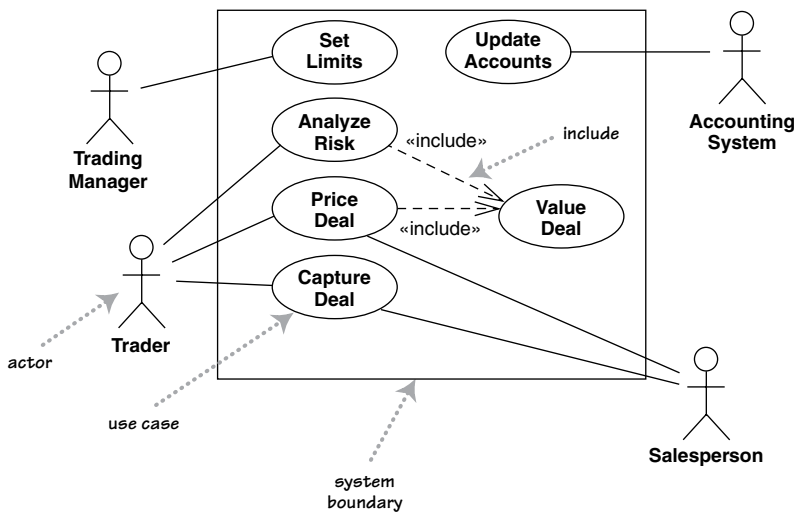 Set
Limits
Update
Accounts
Trading
Manager
Accounting
System
Analyze
Risk
«include»
include
Price
Deal
«include»
Value
Deal
Capture
Deal
Trader
actor
use case
system
boundary
Salesperson